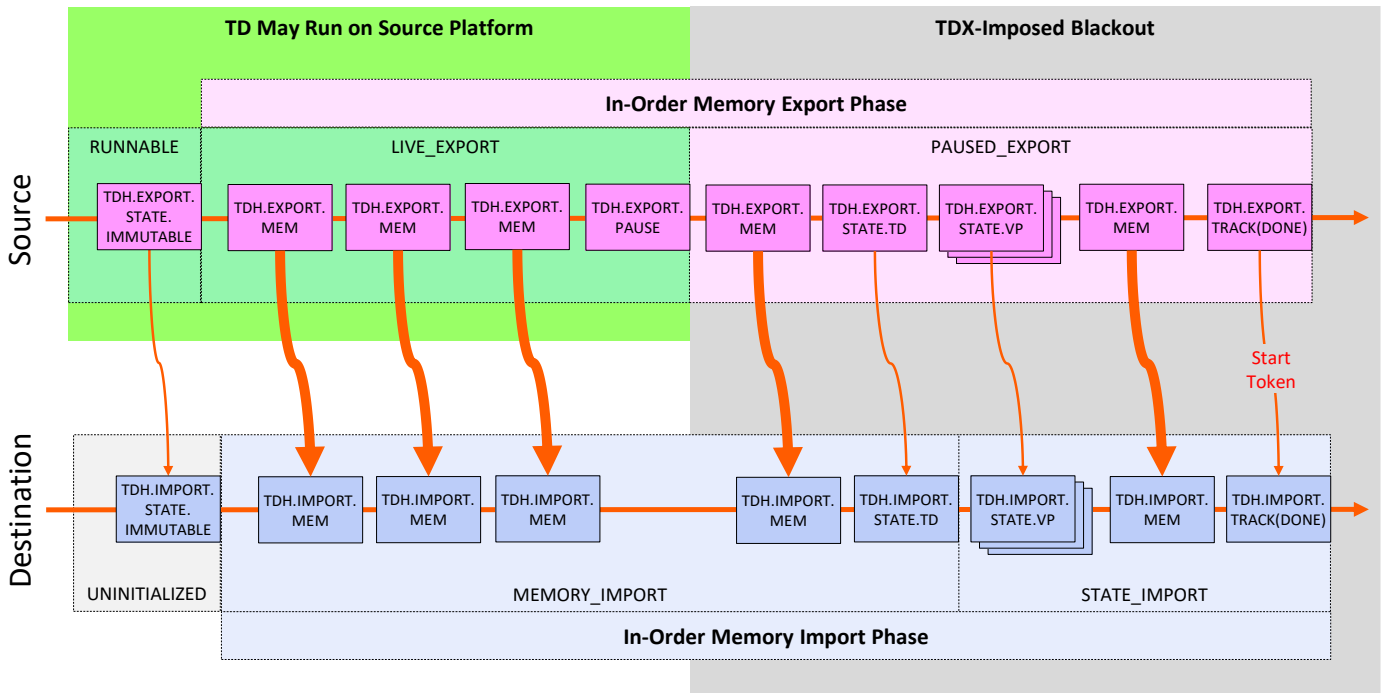 TD May Run on Source Platform
TDX-Imposed Blackout
In-Order Memory Export Phase
RUNNABLE
LIVE_EXPORT
PAUSED_EXPORT
Source
TDH.EXPORT.
STATE.
IMMUTABLE
TDH.EXPORT.
MEM
TDH.EXPORT.
MEM
TDH.EXPORT.
MEM
TDH.EXPORT.
PAUSE
TDH.EXPORT.
MEM
TDH.EXPORT.
STATE.TD
TDH.EXPORT.
STATE.VP
TDH.EXPORT.
MEM
TDH.EXPORT.
TRACK(DONE)
Start
Token
Destination
TDH.IMPORT.
STATE.
IMMUTABLE
TDH.IMPORT.
MEM
TDH.IMPORT.
MEM
TDH.IMPORT.
MEM
TDH.IMPORT.
MEM
TDH.IMPORT.
STATE.TD
TDH.IMPORT.
STATE.VP
TDH.IMPORT.
MEM
TDH.IMPORT.
TRACK(DONE)
UNINITIALIZED
MEMORY_IMPORT
STATE_IMPORT
In-Order Memory Import Phase